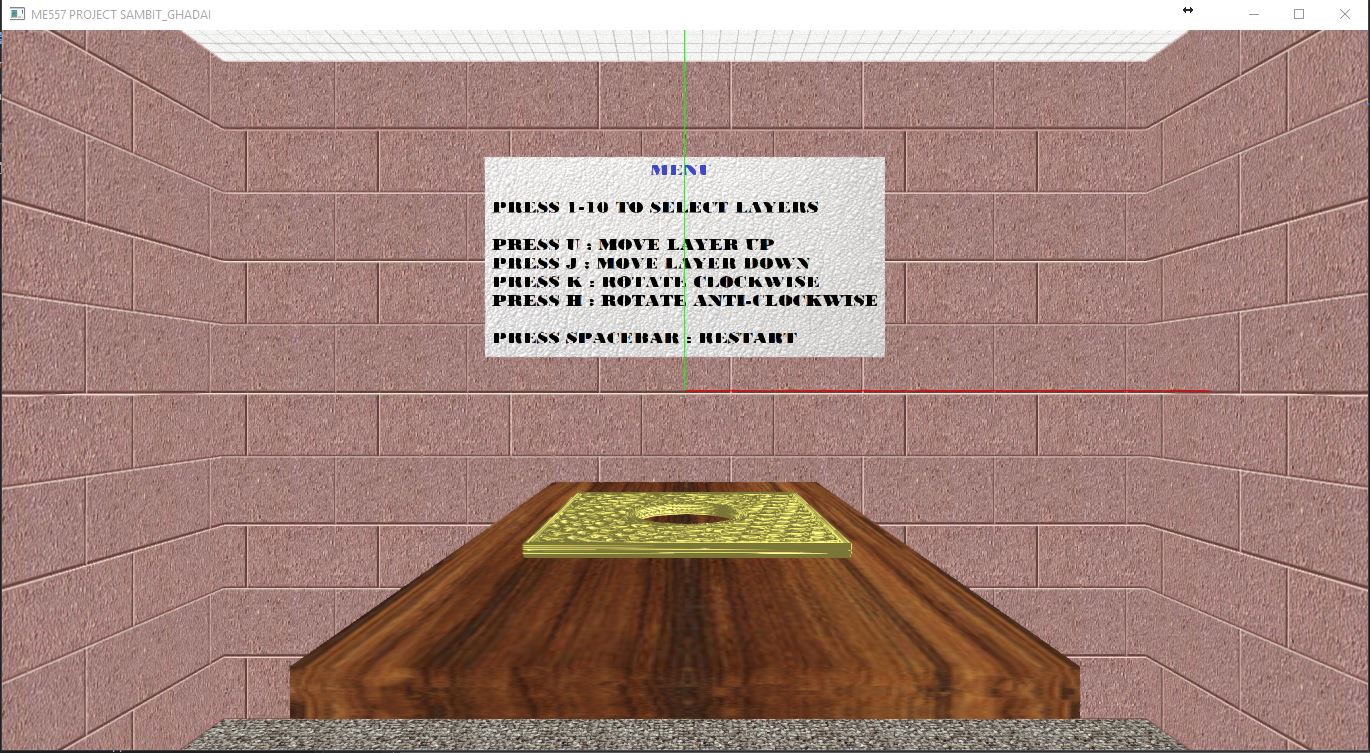 ME557 PROJECT SAMBIT_GHADAI
MENU
PRESS 1-10 TO SELECT LAYERS
PRESS U : MOVE LAYER UP
PRESS J : MOVE LAYER DOWN
PRESS K : ROTATE CLOCKWISE
PRESS H : ROTATE ANTI-CLOCKWISE
PRESS SPACEBAR : RESTART